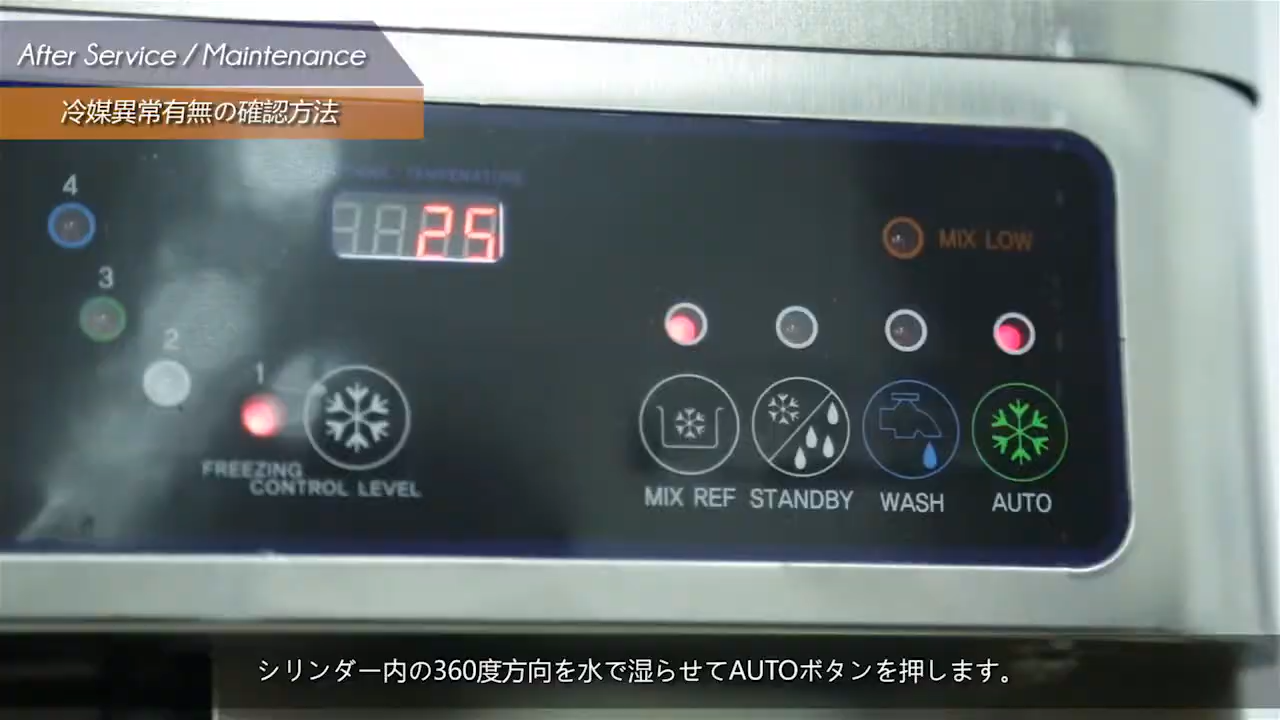 After Service / Maintenance
冷媒異常有無の確認方法
4
3
2
1
25
FREEZING
CONTROL LEVEL
MIX LOW
MIX REF
STANDBY
WASH
AUTO
シリンダー内の360度方向を水で湿らせてAUTOボタンを押します。